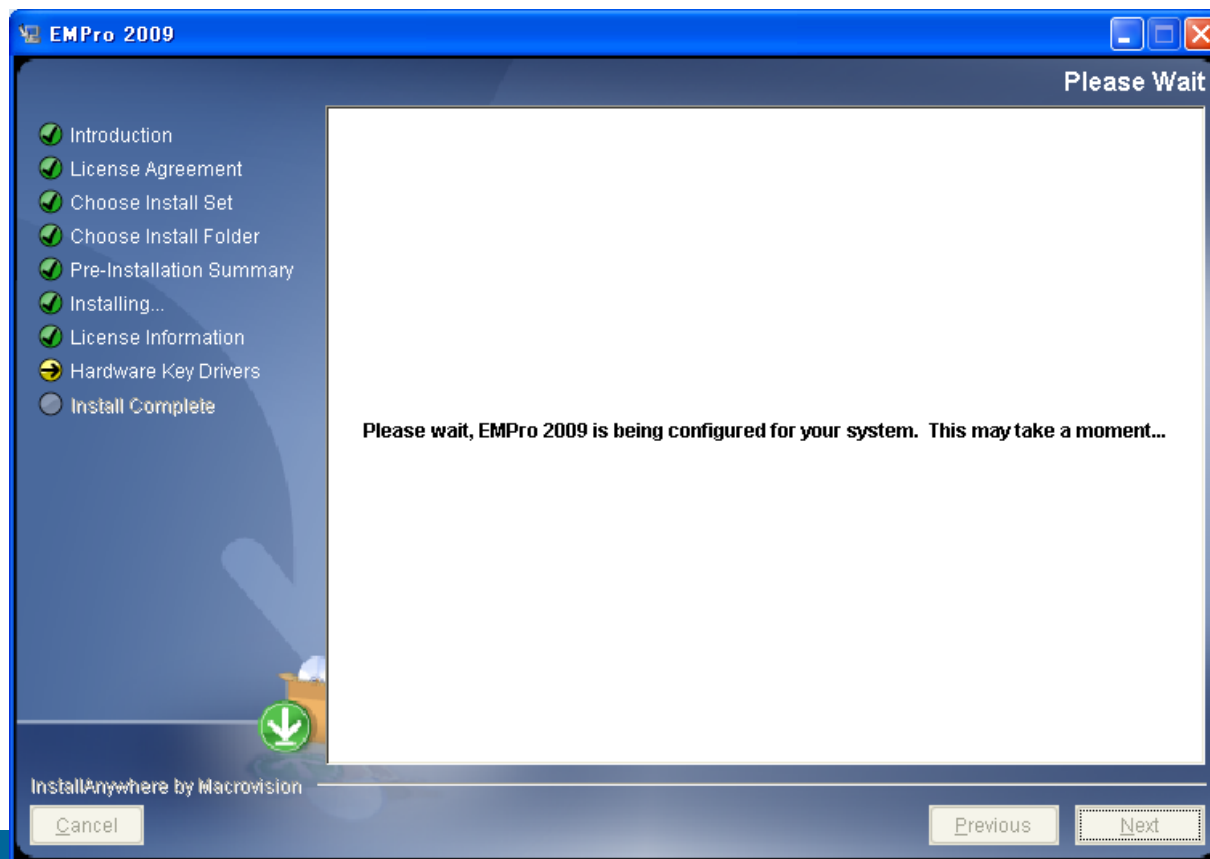 EMPro 2009
Please Wait
Introduction
License Agreement
Choose Install Set
Choose Install Folder
Pre-Installation Summary
Installing...
License Information
Hardware Key Drivers
Install Complete
Please wait, EMPro 2009 is being configured for your system. This may take a moment...
InstallAnywhere by Macrovision
Cancel
Previous
Next